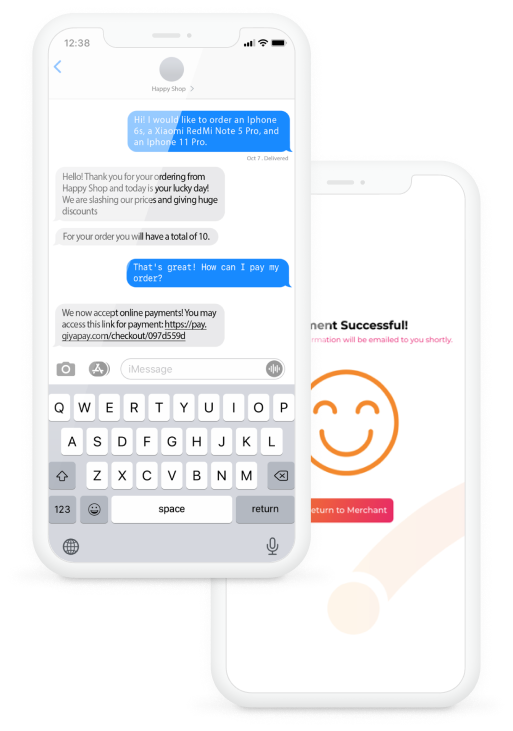 12:38
Happy Shop >
Hi! I would like to order an Iphone
6s, a Xiaomi RedMi Note 5 Pro, and
an Iphone 11 Pro.
Oct 7 . Delivered
Hello! Thank you for your ordering from
Happy Shop and today is your lucky day!
We are slashing our prices and giving huge
discounts
For your order you will have a total of 10.
That's great! How can I pay my
order?
We now accept online payments! You may
access this link for payment: https://pay.
giyapay.com/checkout/097d559d
iMessage
Q W E R T Y U I O P
A S D F G H J K L
Z X C V B N M
123 space return
ment Successful!
rmation will be emailed to you shortly.
eturn to Merchant